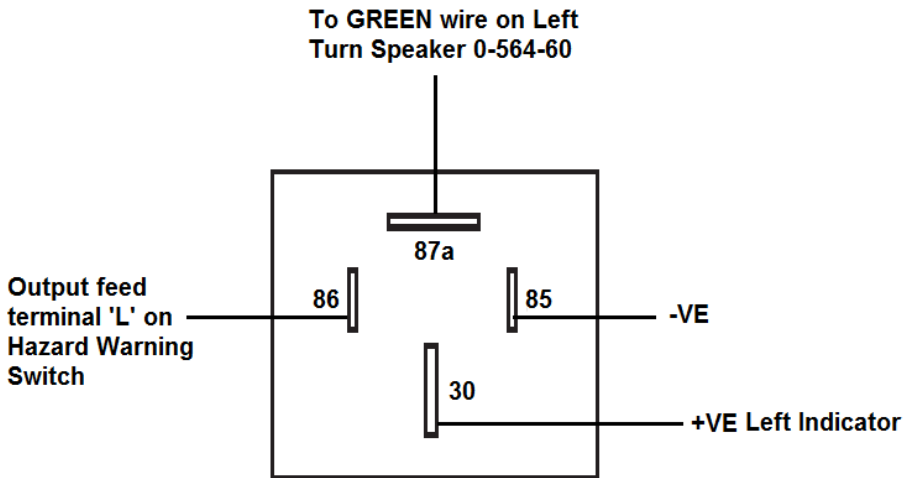 To GREEN wire on Left
Turn Speaker 0-564-60
87a
86
85
Output feed
terminal 'L' on
Hazard Warning
Switch
-VE
30
+VE Left Indicator